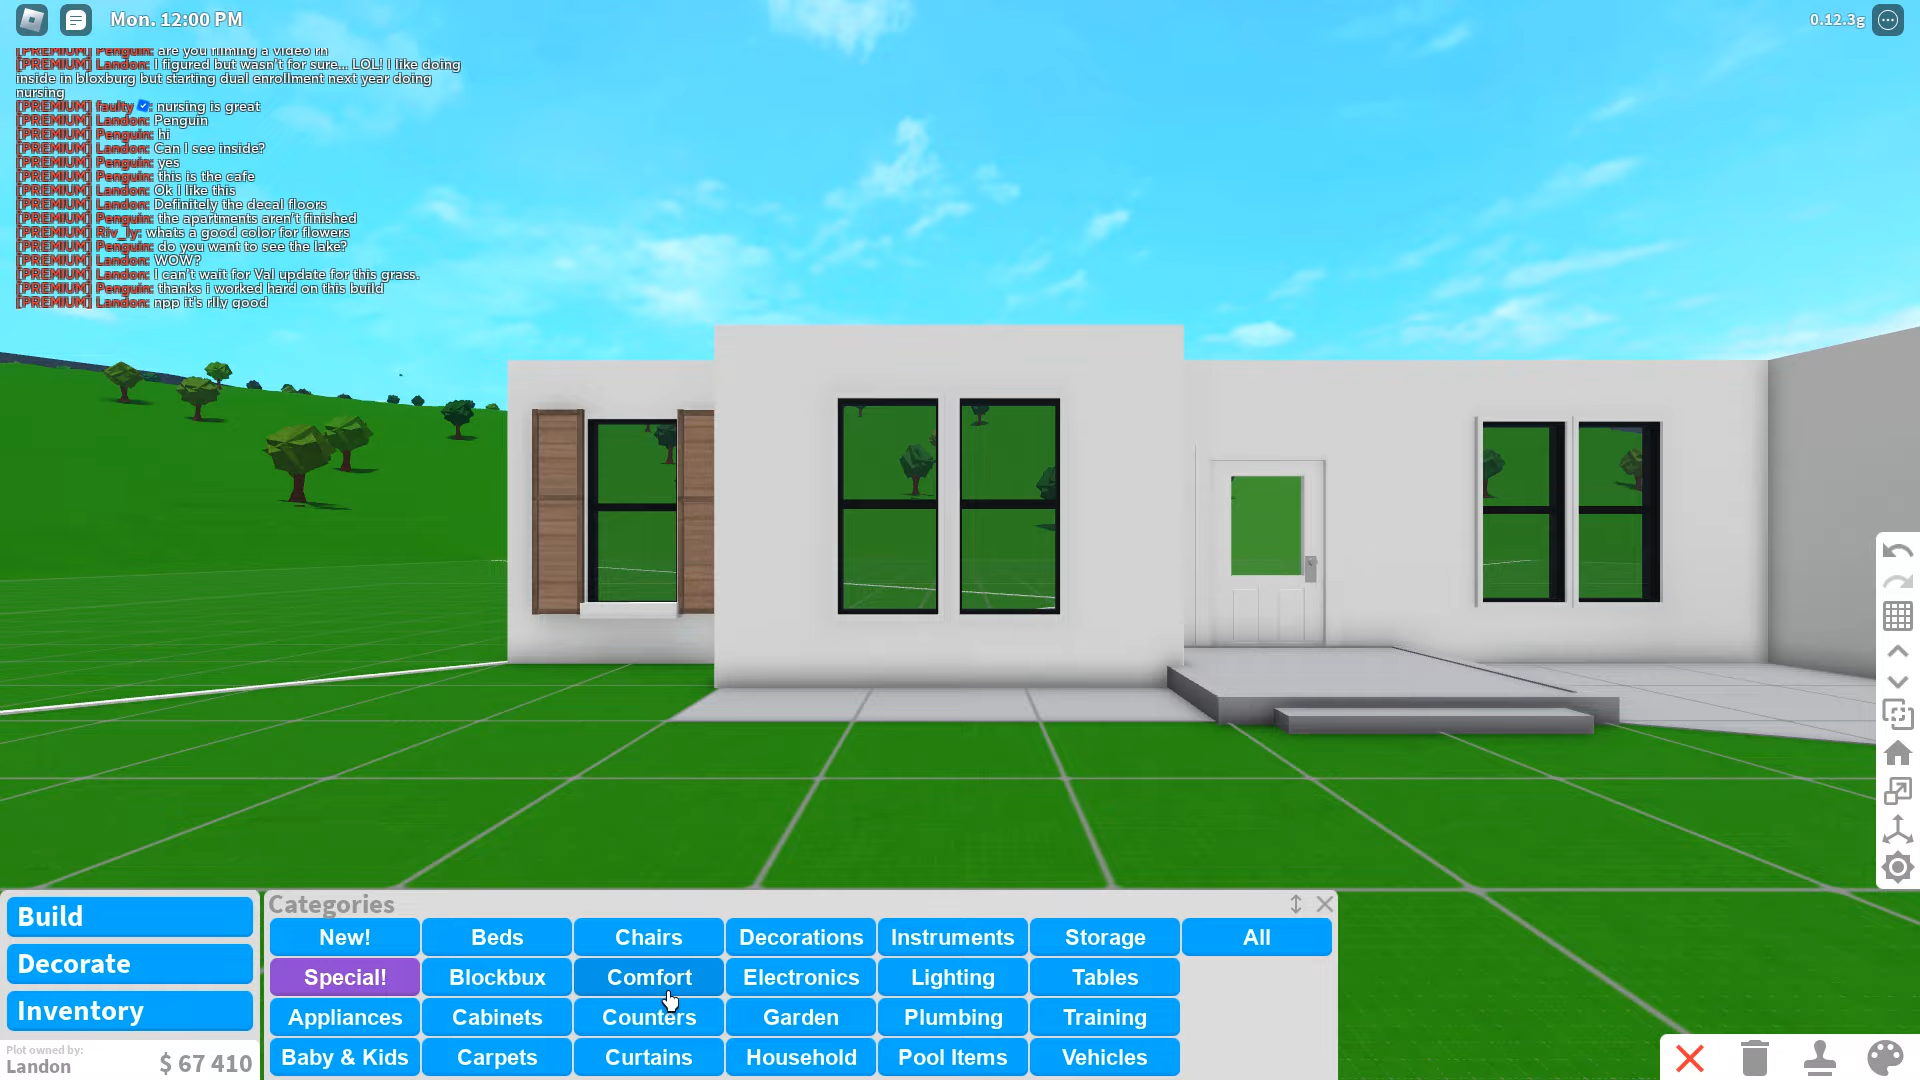 Mon. 12:00 PM
0.12.3g
[PREMIUM] Penguin: are you filming a video rn
[PREMIUM] Landon: I figured but wasn't for sure... LOL! I like doing
inside in bloxburg but starting dual enrollment next year doing
nursing
[PREMIUM] faulty : nursing is great
[PREMIUM] Landon: Penguin
[PREMIUM] Penguin: hi
[PREMIUM] Landon: Can I see inside?
[PREMIUM] Penguin: yes
[PREMIUM] Penguin: this is the cafe
[PREMIUM] Landon: Ok I like this
[PREMIUM] Landon: Definitely the decal floors
[PREMIUM] Penguin: the apartments aren't finished
[PREMIUM] Riv_ly: whats a good color for flowers
[PREMIUM] Penguin: do you want to see the lake?
[PREMIUM] Landon: WOW?
[PREMIUM] Landon: I can't wait for Val update for this grass.
[PREMIUM] Penguin: thanks i worked hard on this build
[PREMIUM] Landon: npp it's rlly good
Build
Decorate
Inventory
Plot owned by:
Landon
$ 67 410
Categories
New! Beds Chairs Decorations Instruments Storage All
Special! Blockbux Comfort Electronics Lighting Tables
Appliances Cabinets Counters Garden Plumbing Training
Baby & Kids Carpets Curtains Household Pool Items Vehicles